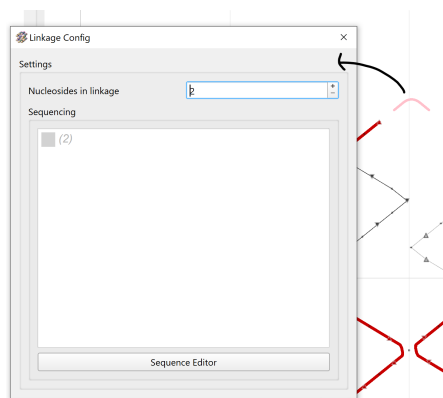 Linkage Config
Settings
Nucleosides in linkage 2
Sequencing
(2)
Sequence Editor